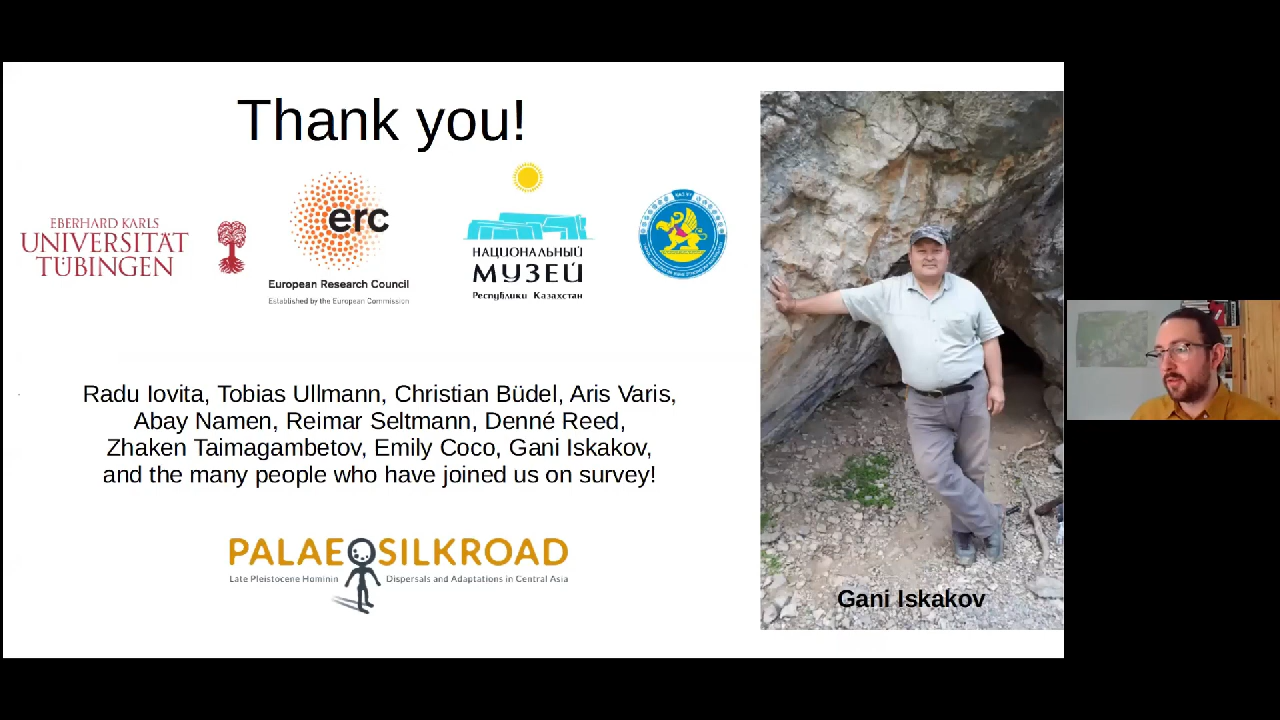 Thank you!
EBERHARD KARLS
UNIVERSITÄT
TÜBINGEN
erc
European Research Council
Established by the European Commission
НАЦИОНАЛЬНЫЙ
МУЗЕЙ
Республики Казахстан
Radu Iovita, Tobias Ullmann, Christian Büdel, Aris Varis,
Abay Namen, Reimar Seltmann, Denné Reed,
Zhaken Taimagambetov, Emily Coco, Gani Iskakov,
and the many people who have joined us on survey!
PALAEOSILKROAD
Late Pleistocene Hominin Dispersals and Adaptations in Central Asia
Gani Iskakov